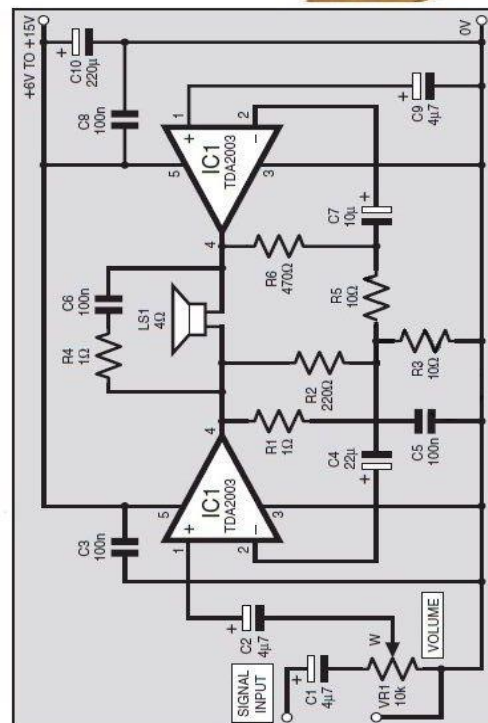 +6V TO +15V
0V
C10
220µ
+
C8
100n
1
+
2
–
C9
4µ7
+
5
IC1
TDA2003
3
4
C7
10µ
+
R6
470Ω
R5
10Ω
C6
100n
R4
1Ω
LS1
4Ω
R2
220Ω
R3
10Ω
R1
1Ω
C4
22µ
+
C5
100n
4
IC1
TDA2003
5
3
+
–
1
2
C3
100n
C2
4µ7
+
SIGNAL
INPUT
C1
4µ7
+
W
VR1
10k
VOLUME